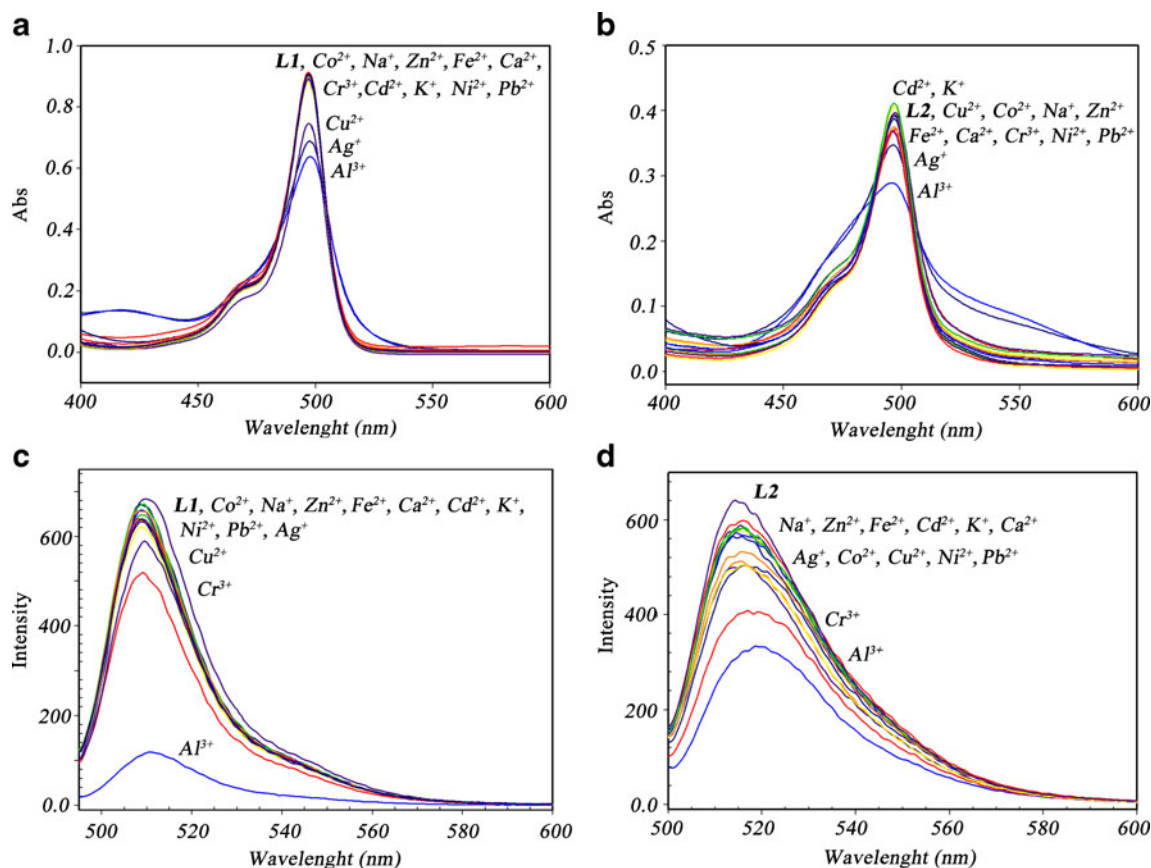 a
1.0
0.8
0.6
0.4
0.2
0.0
Abs
L1, Co²⁺, Na⁺, Zn²⁺, Fe²⁺, Ca²⁺,
Cr³⁺,Cd²⁺, K⁺, Ni²⁺, Pb²⁺
Cu²⁺
Ag⁺
Al³⁺
400
450
500
550
600
Wavelenght (nm)
b
0.5
0.4
0.3
0.2
0.1
0.0
Abs
Cd²⁺, K⁺
L2, Cu²⁺, Co²⁺, Na⁺, Zn²⁺
Fe²⁺, Ca²⁺, Cr³⁺, Ni²⁺, Pb²⁺
Ag⁺
Al³⁺
400
450
500
550
600
Wavelenght (nm)
c
600
400
200
0.0
Intensity
L1, Co²⁺, Na⁺, Zn²⁺, Fe²⁺, Ca²⁺, Cd²⁺, K⁺,
Ni²⁺, Pb²⁺, Ag⁺
Cu²⁺
Cr³⁺
Al³⁺
500
520
540
560
580
600
Wavelenght (nm)
d
600
400
200
0.0
Intensity
L2
Na⁺, Zn²⁺, Fe²⁺, Cd²⁺, K⁺, Ca²⁺
Ag⁺, Co²⁺, Cu²⁺, Ni²⁺, Pb²⁺
Cr³⁺
Al³⁺
500
520
540
560
580
600
Wavelenght (nm)